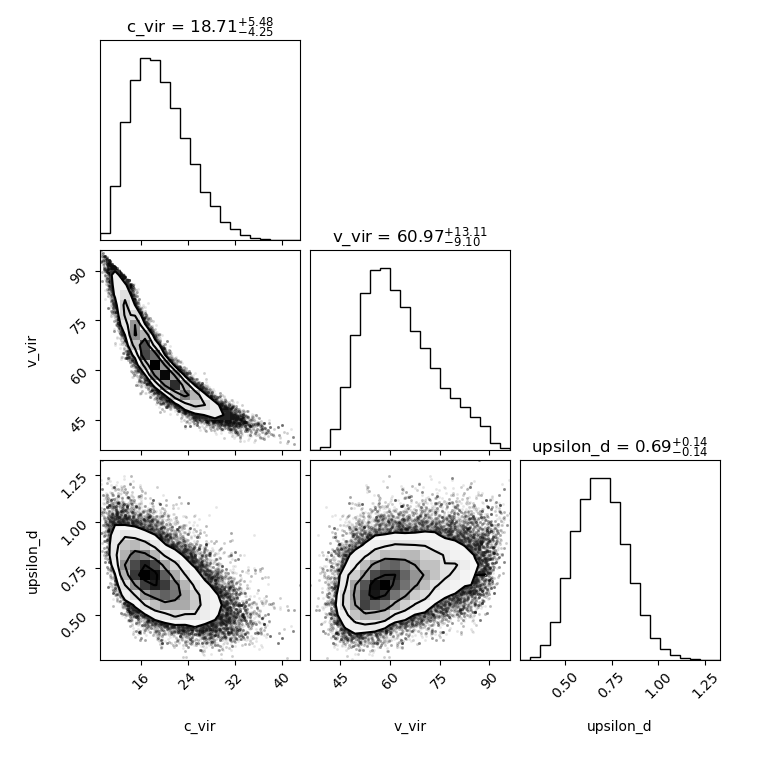 c_vir = 18.71+5.48−4.25
v_vir = 60.97+13.11−9.10
90
75
60
45
v_vir
upsilon_d = 0.69+0.14−0.14
1.25
1.00
0.75
0.50
upsilon_d
16 24 32 40
45 60 75 90
0.50 0.75 1.00 1.25
c_vir
v_vir
upsilon_d